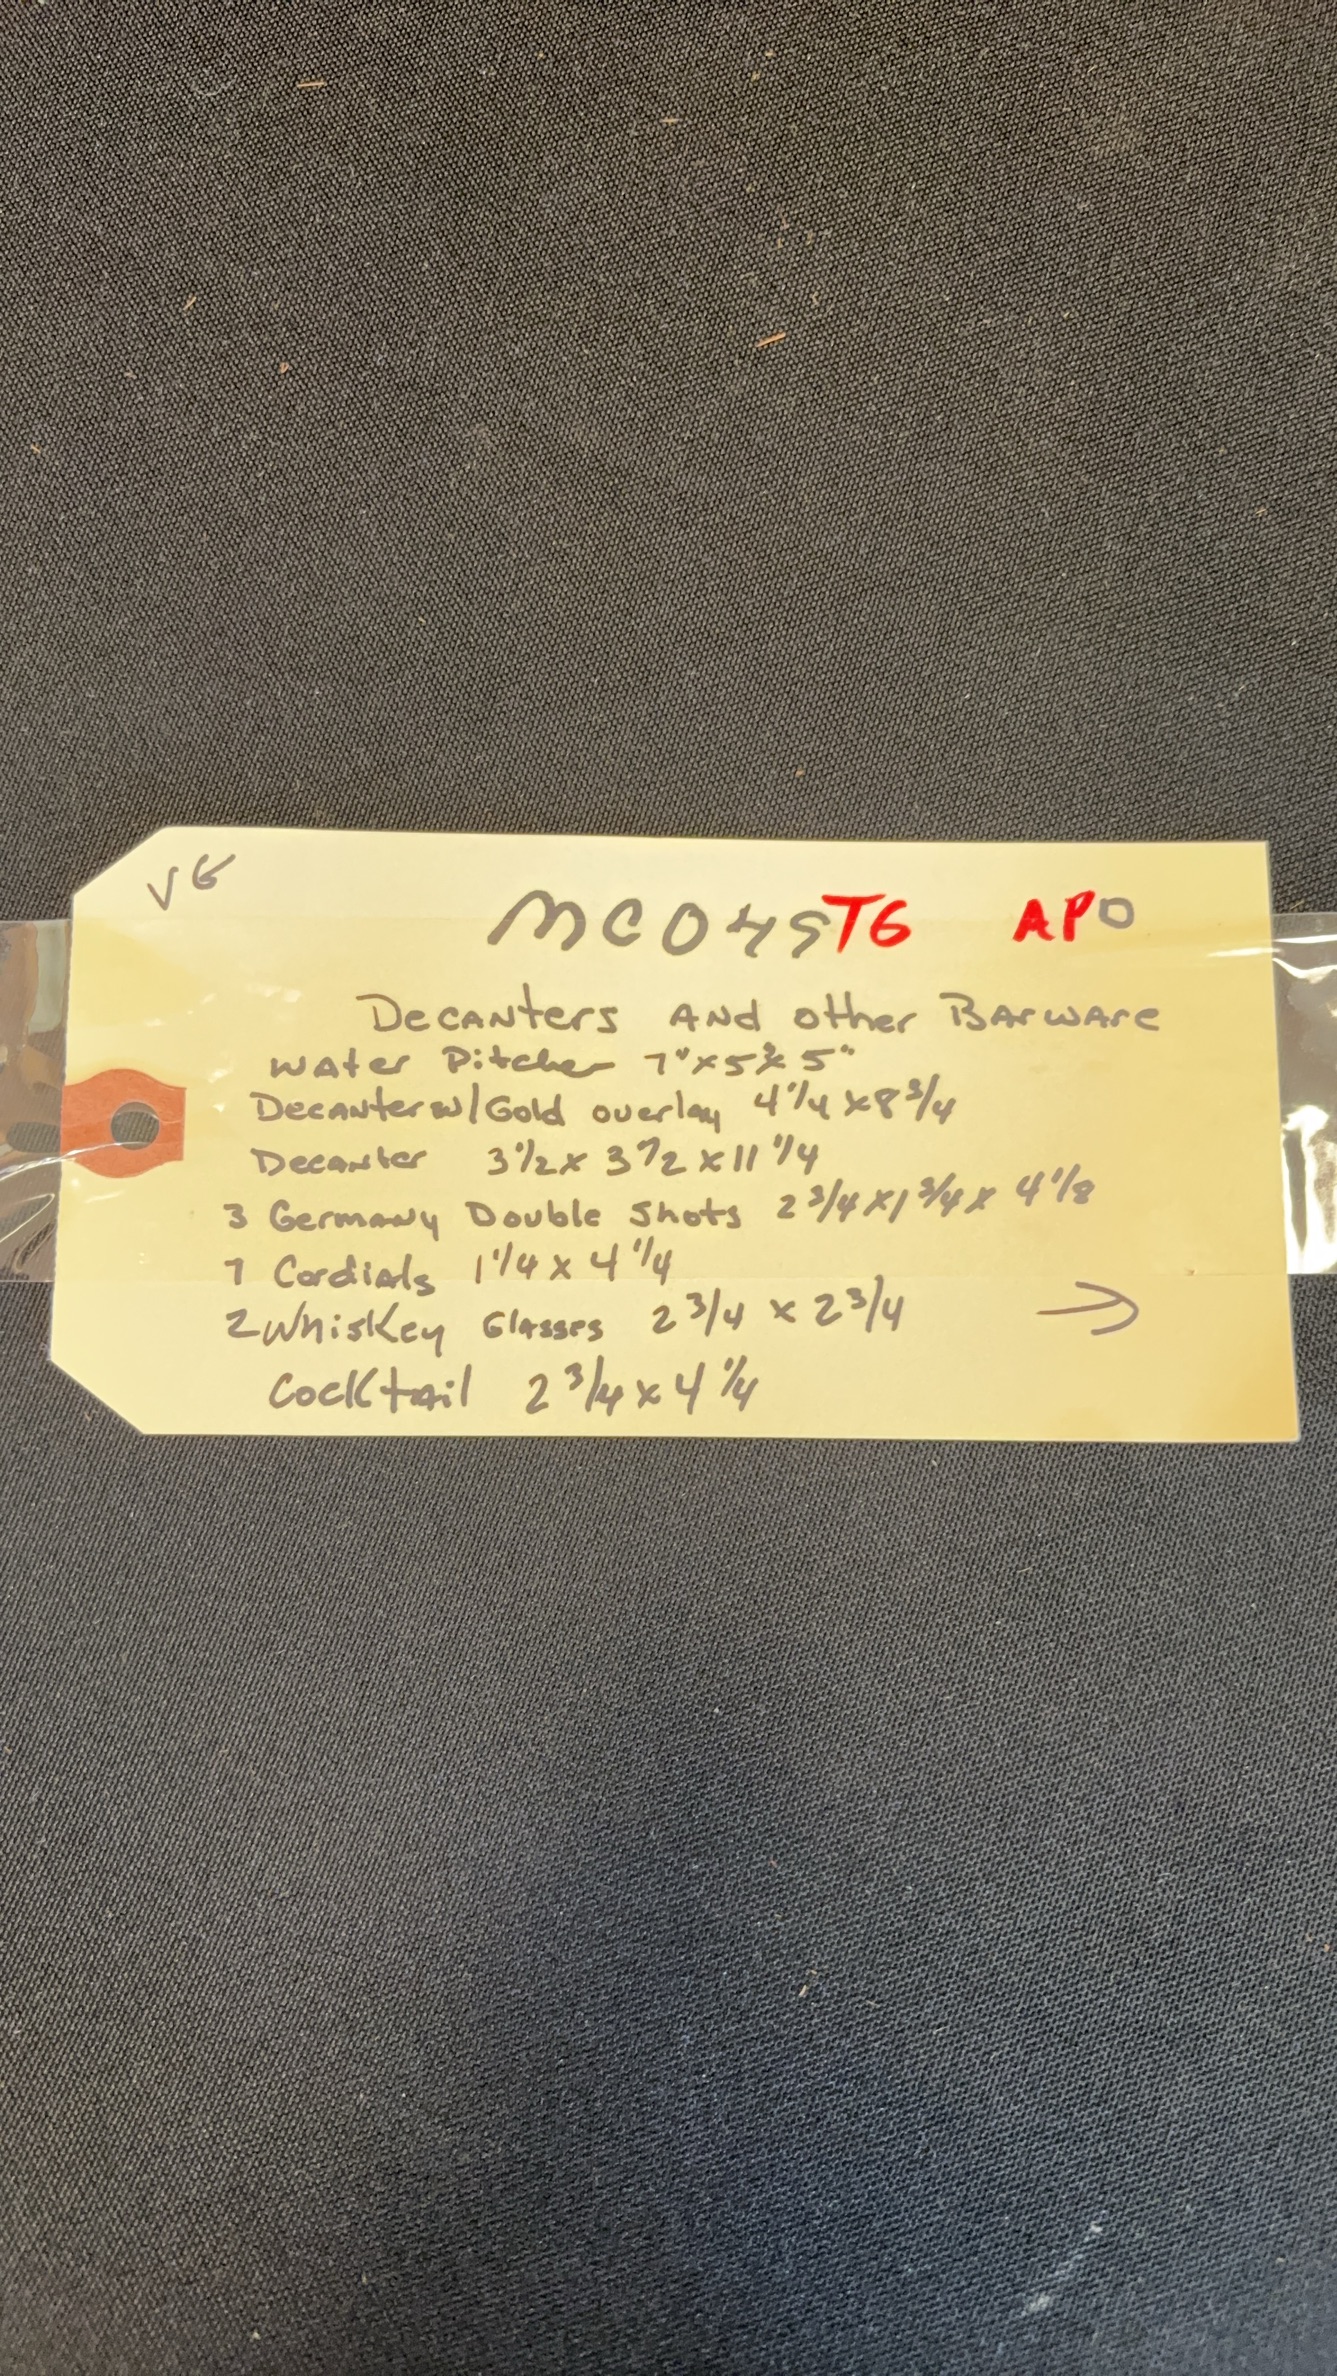 VG
MC045TG APO
Decanters and other Barware
Water Pitcher 7" x 5" x 5"
Decanter w/Gold overlay 4 1/4 x 8 3/4
Decanter 3 1/2 x 3 1/2 x 11 1/4
3 Germany Double Shots 2 3/4 x 1 3/4 x 4 1/8
7 Cordials 1 1/4 x 4 1/4
2 Whiskey Glasses 2 3/4 x 2 3/4 →
Cocktail 2 3/4 x 4 1/4